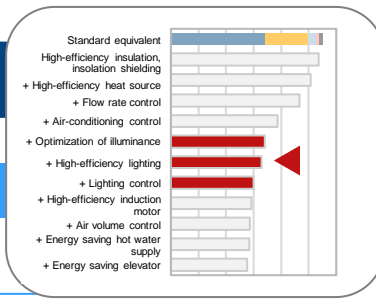 Standard equivalent
High-efficiency insulation,
insolation shielding
+ High-efficiency heat source
+ Flow rate control
+ Air-conditioning control
+ Optimization of illuminance
+ High-efficiency lighting
+ Lighting control
+ High-efficiency induction
motor
+ Air volume control
+ Energy saving hot water
supply
+ Energy saving elevator